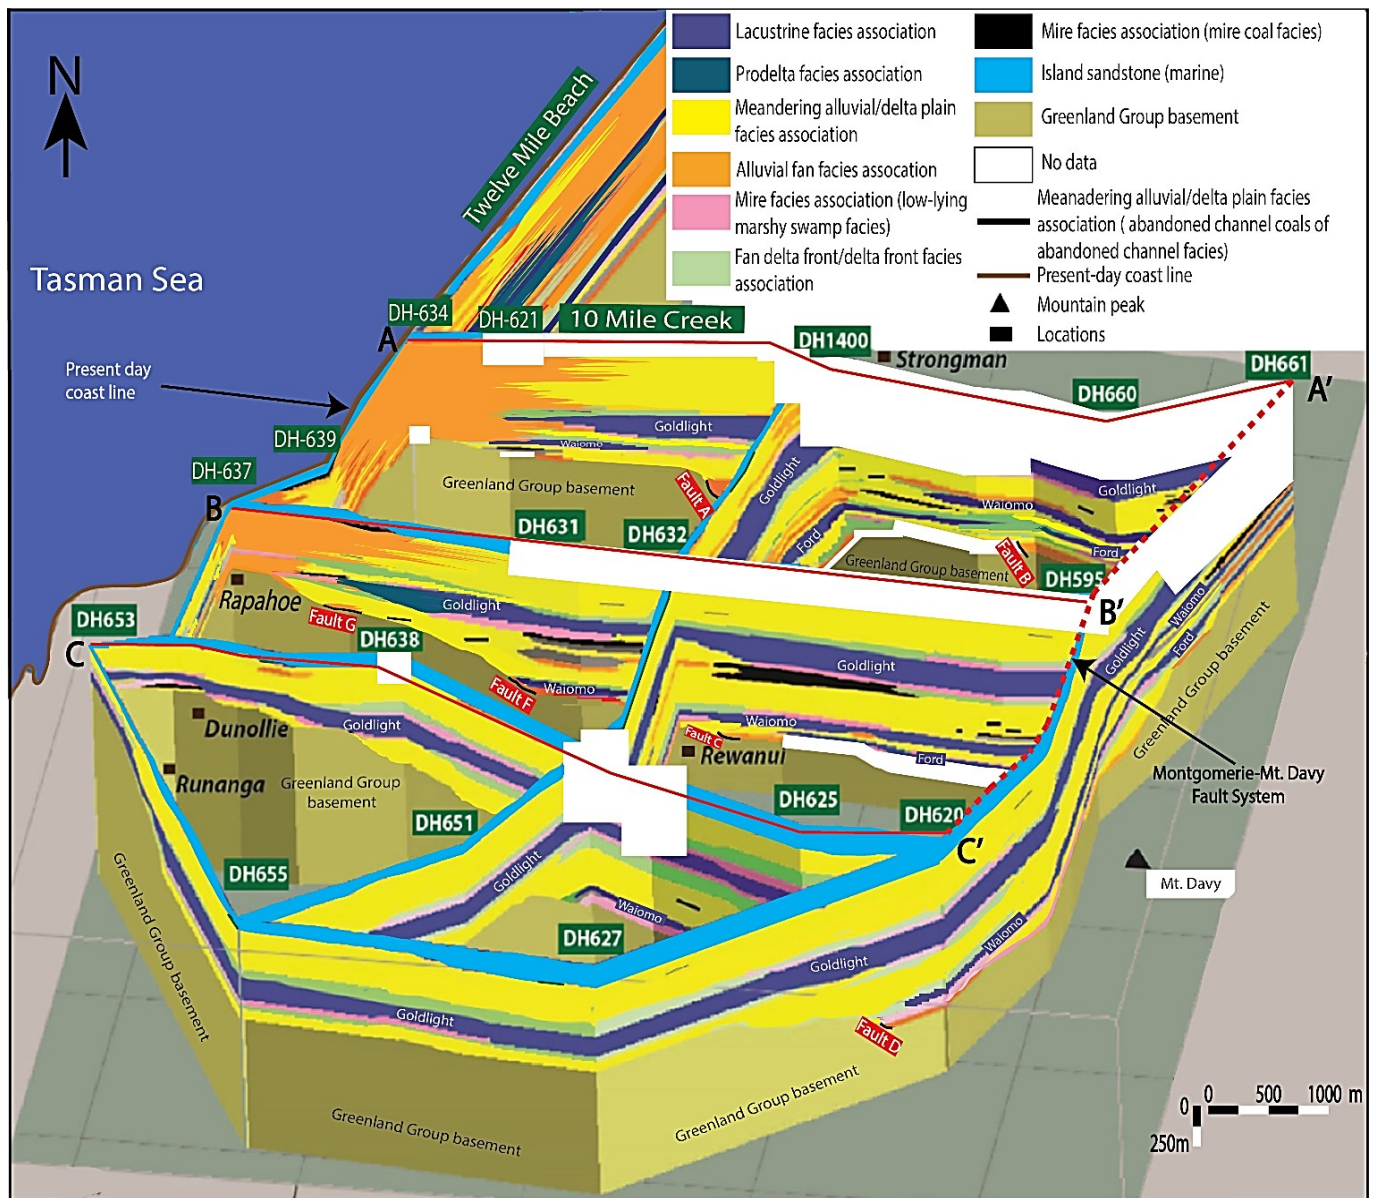 Lacustrine facies association
Prodelta facies association
Meandering alluvial/delta plain
facies association
Alluvial fan facies assocation
Mire facies association (low-lying
marshy swamp facies)
Fan delta front/delta front facies
association
Mire facies association (mire coal facies)
Island sandstone (marine)
Greenland Group basement
No data
Meanadering alluvial/delta plain facies
association ( abandoned channel coals of
abandoned channel facies)
Present-day coast line
Mountain peak
Locations
N
Twelve Mile Beach
Tasman Sea
DH-634
DH-621
10 Mile Creek
A
DH1400
Strongman
DH661
A'
DH660
Present day
coast line
DH-639
Goldlight
Waiomo
DH-637
Goldlight
Goldlight
B
Greenland Group basement
Fault A
Waiomo
DH631
DH632
Ford
Ford
Greenland Group basement
Fault B
DH595
B'
Rapahoe
Goldlight
DH653
Fault G
DH638
Goldlight
Waiomo
Goldlight
Ford
Greenland Group basement
C
Fault F
Waiomo
Waiomo
Dunollie
Goldlight
Fault C
Rewanui
Ford
Runanga
Greenland Group
basement
Montgomerie-Mt. Davy
Fault System
DH625
DH651
DH620
C'
DH655
Goldlight
Mt. Davy
Waiomo
Greenland Group basement
DH627
Waiomo
Goldlight
Goldlight
Fault D
Greenland Group basement
Greenland Group basement
0
500
1000 m
0
250m